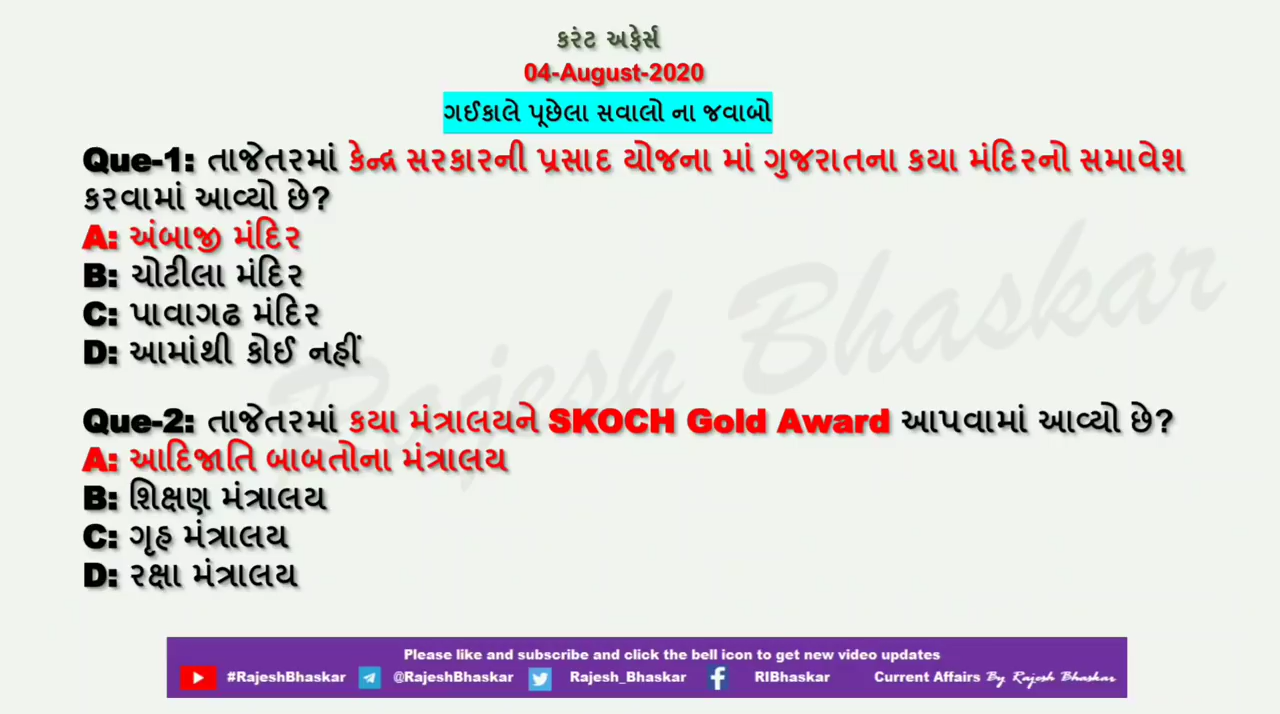 કરંટ અફેર્સ
04-August-2020
ગઈકાલે પૂછેલા સવાલો ના જવાબો
Que-1: તાજેતરમાં કેન્દ્ર સરકારની પ્રસાદ યોજના માં ગુજરાતના કયા મંદિરનો સમાવેશ
કરવામાં આવ્યો છે?
A: અંબાજી મંદિર
B: ચોટીલા મંદિર
C: પાવાગઢ મંદિર
D: આમાંથી કોઈ નહીં
Que-2: તાજેતરમાં કયા મંત્રાલયને SKOCH Gold Award આપવામાં આવ્યો છે?
A: આદિજાતિ બાબતોના મંત્રાલય
B: શિક્ષણ મંત્રાલય
C: ગૃહ મંત્રાલય
D: રક્ષા મંત્રાલય
Rajesh Bhaskar
Please like and subscribe and click the bell icon to get new video updates
#RajeshBhaskar @RajeshBhaskar Rajesh_Bhaskar RIBhaskar Current Affairs By Rajesh Bhaskar